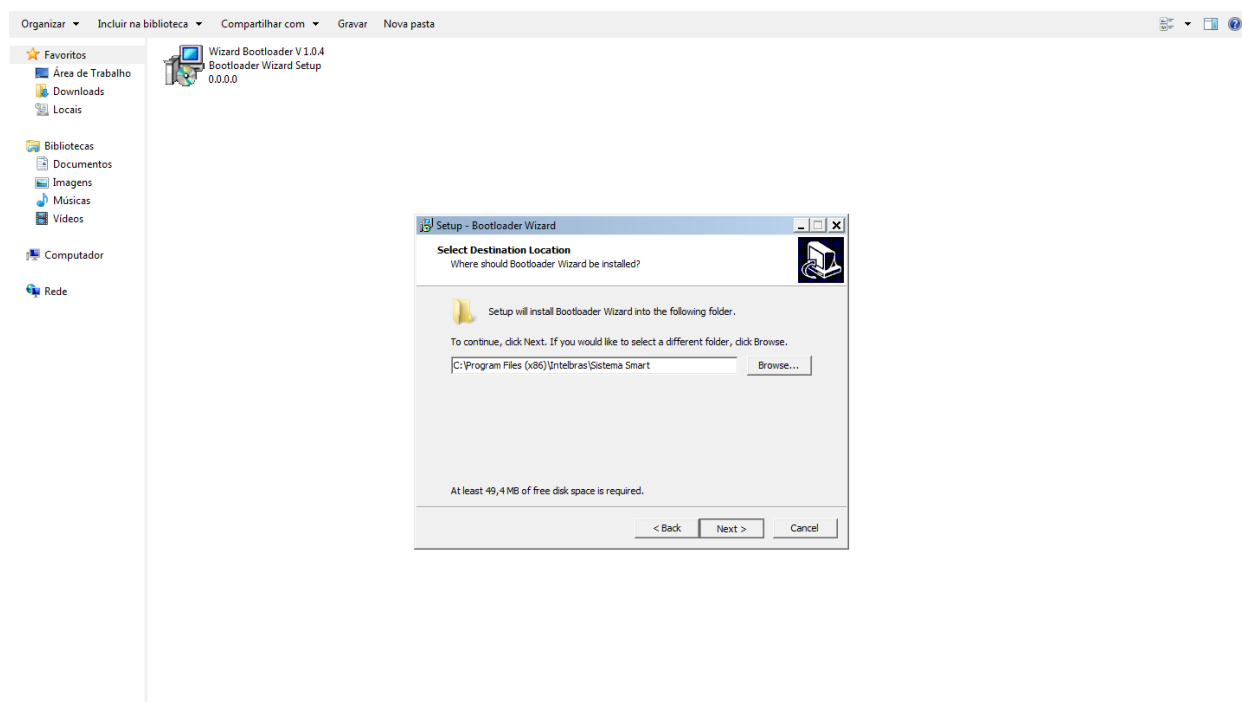 Organizar Incluir na biblioteca Compartilhar com Gravar Nova pasta
Favoritos
Área de Trabalho
Downloads
Locais
Bibliotecas
Documentos
Imagens
Músicas
Vídeos
Computador
Rede
Wizard Bootloader V 1.0.4
Bootloader Wizard Setup
0.0.0.0
Setup - Bootloader Wizard
Select Destination Location
Where should Bootloader Wizard be installed?
Setup will install Bootloader Wizard into the following folder.
To continue, click Next. If you would like to select a different folder, click Browse.
C:\Program Files (x86)\Intelbras\Sistema Smart Browse...
At least 49,4 MB of free disk space is required.
< Back Next > Cancel